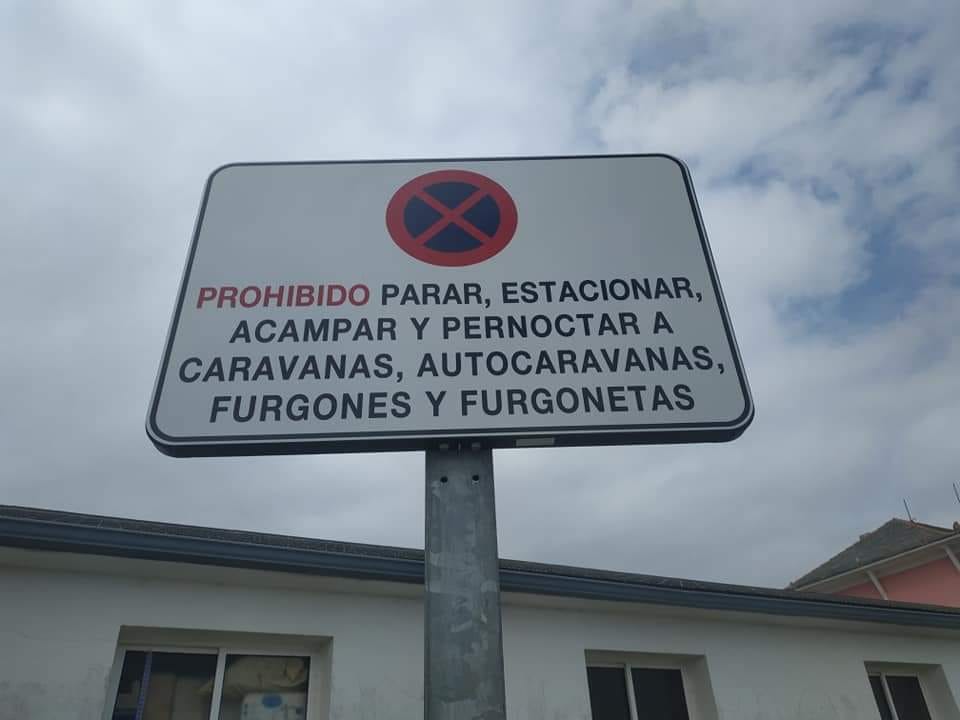 PROHIBIDO PARAR, ESTACIONAR,
ACAMPAR Y PERNOCTAR A
CARAVANAS, AUTOCARAVANAS,
FURGONES Y FURGONETAS